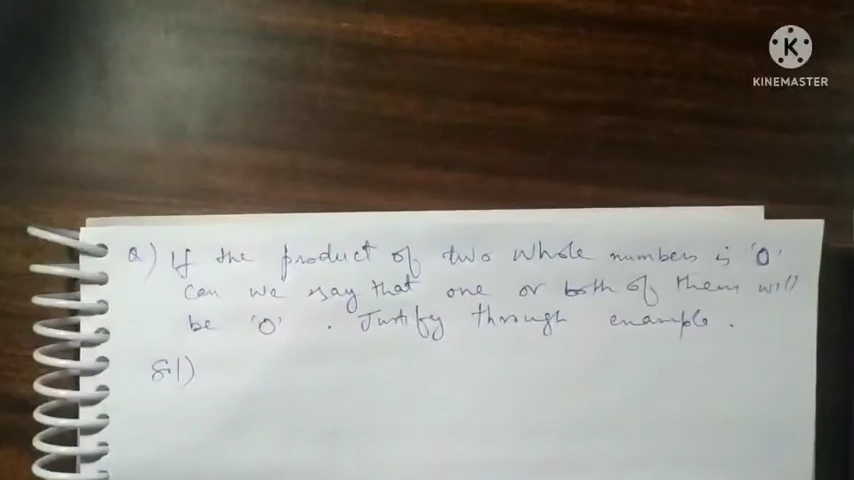 K
KINEMASTER
Q) If the product of two whole numbers is '0'
can we say that one or both of them will
be '0' . Justify through example .
Sol)